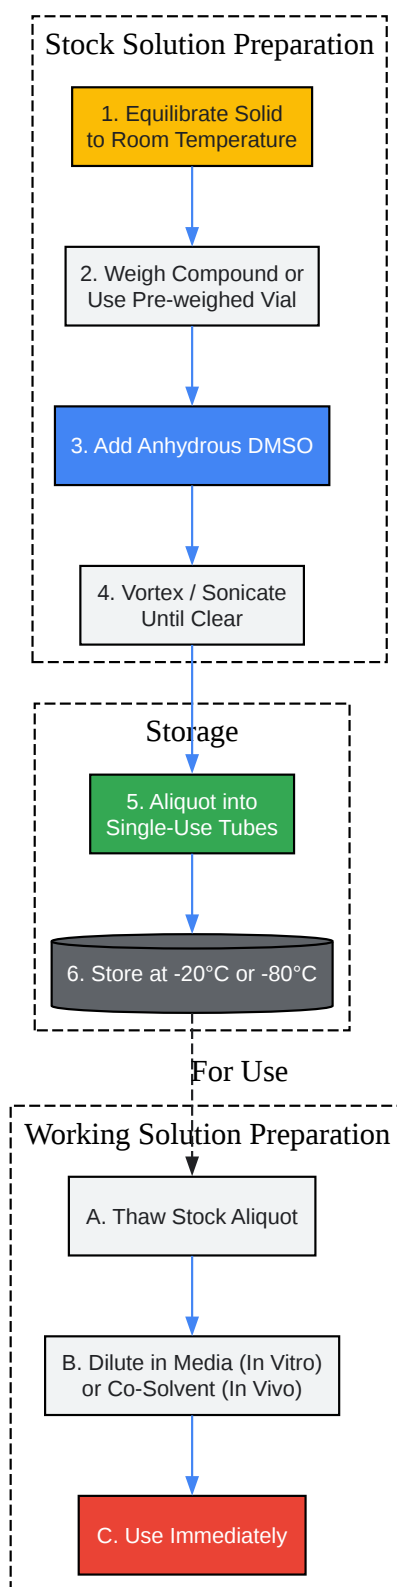 Stock Solution Preparation
1. Equilibrate Solid
to Room Temperature
2. Weigh Compound or
Use Pre-weighed Vial
3. Add Anhydrous DMSO
4. Vortex / Sonicate
Until Clear
Storage
5. Aliquot into
Single-Use Tubes
6. Store at -20°C or -80°C
For Use
Working Solution Preparation
A. Thaw Stock Aliquot
B. Dilute in Media (In Vitro)
or Co-Solvent (In Vivo)
C. Use Immediately